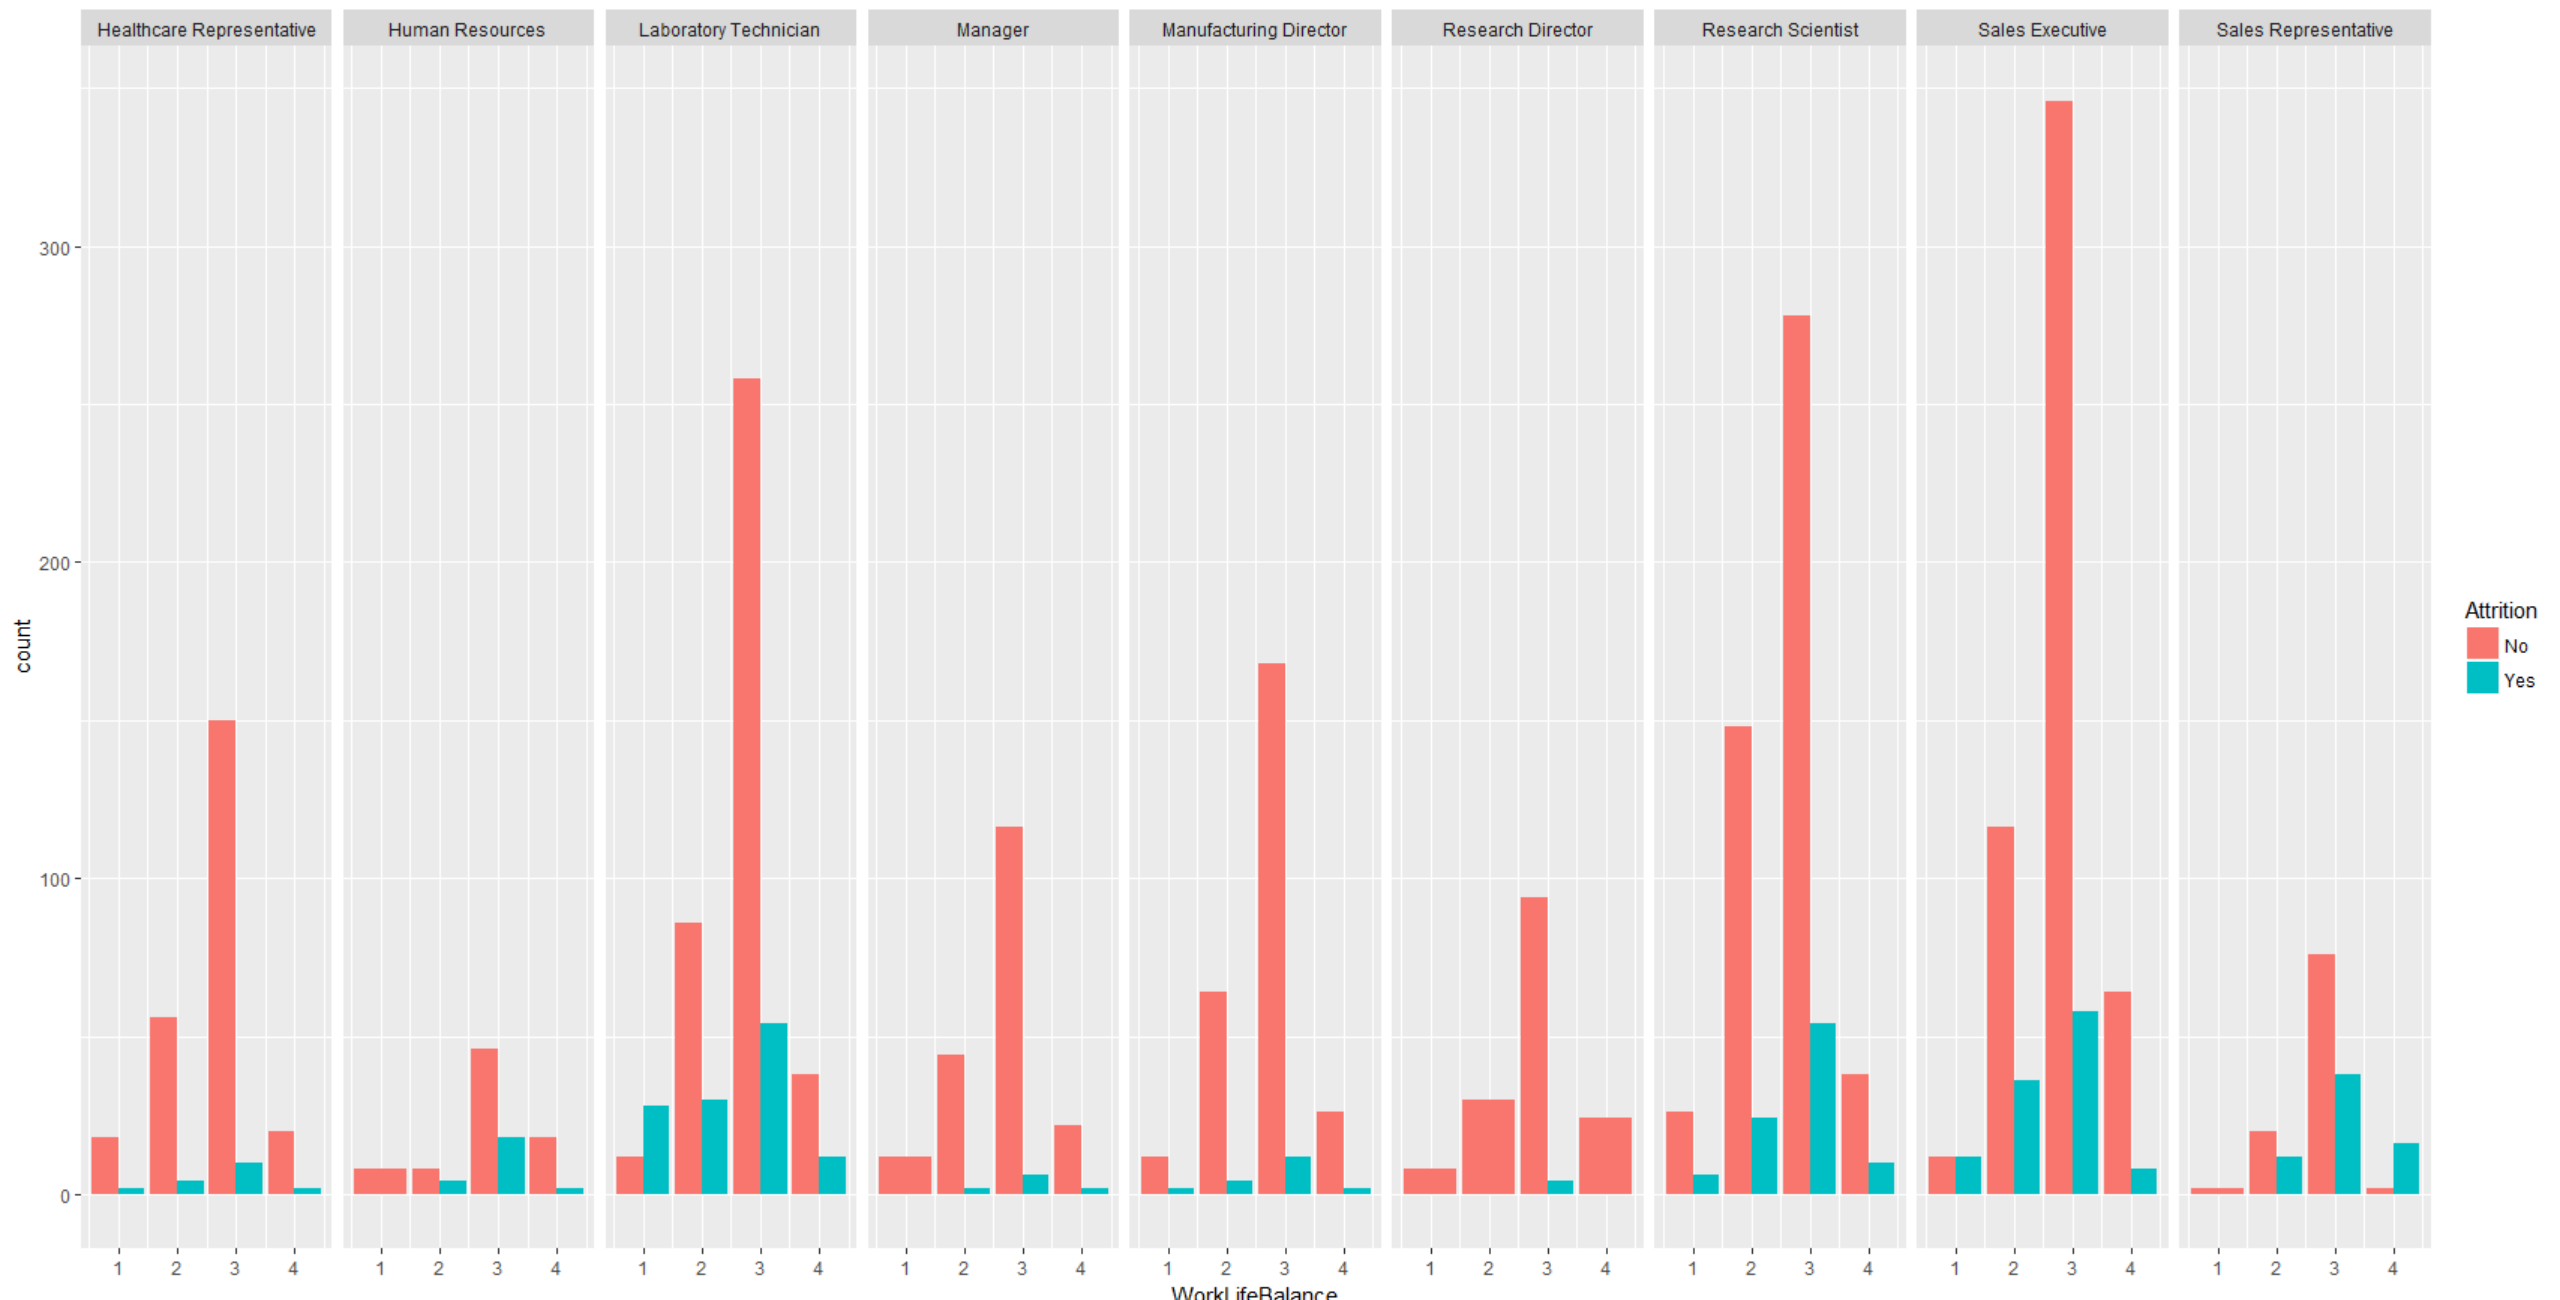 Healthcare Representative Human Resources Laboratory Technician Manager Manufacturing Director Research Director Research Scientist Sales Executive Sales Representative
300
200
100
0
count
1 2 3 4 1 2 3 4 1 2 3 4 1 2 3 4 1 2 3 4 1 2 3 4 1 2 3 4 1 2 3 4 1 2 3 4
WorkLifeBalance
Attrition
No
Yes